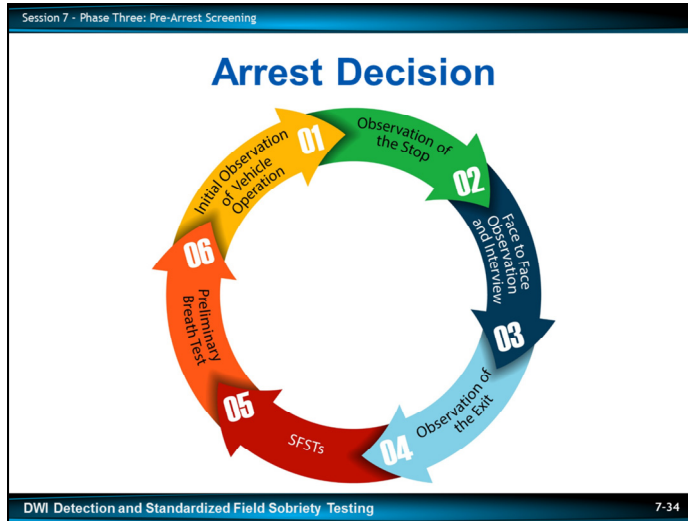 Session 7 - Phase Three: Pre-Arrest Screening
Arrest Decision
Initial Observation
of Vehicle
Operation
01
Observation of
the Stop
02
Face to Face
Observation
and Interview
03
Observation of
the Exit
04
SFSTs
05
Preliminary
Breath Test
06
DWI Detection and Standardized Field Sobriety Testing
7-34